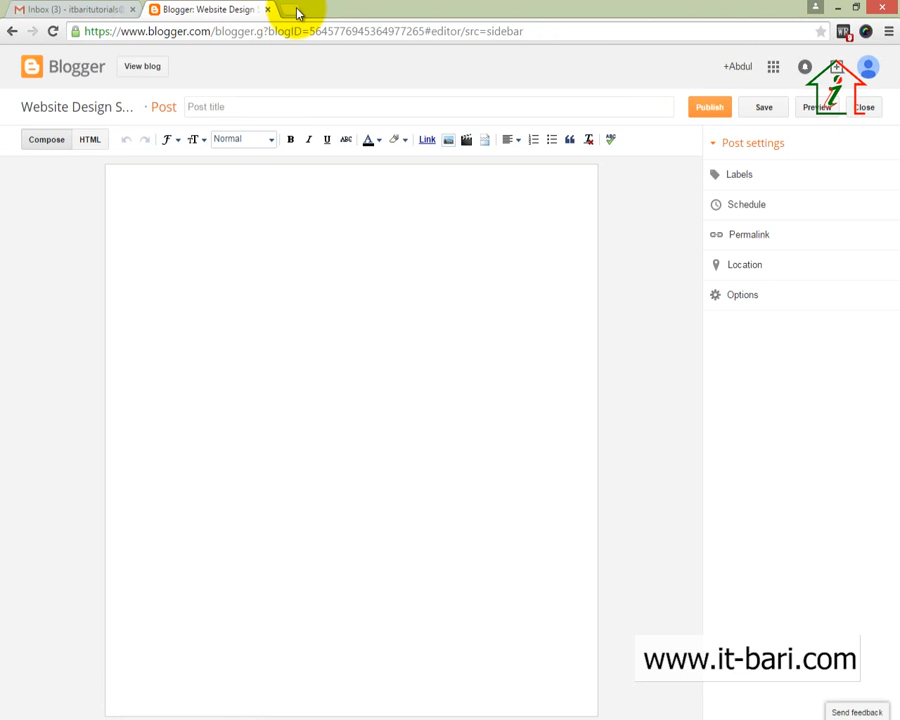 Inbox (3) - itbaritutorials@
Blogger: Website Design S
https://www.blogger.com/blogger.g?blogID=5645776945364977265#editor/src=sidebar
Blogger
View blog
+Abdul
Website Design S... · Post
Post title
Publish
Save
Preview
Close
Compose
HTML
Normal
B
I
U
ABC
A
Link
Post settings
Labels
Schedule
Permalink
Location
Options
www.it-bari.com
Send feedback